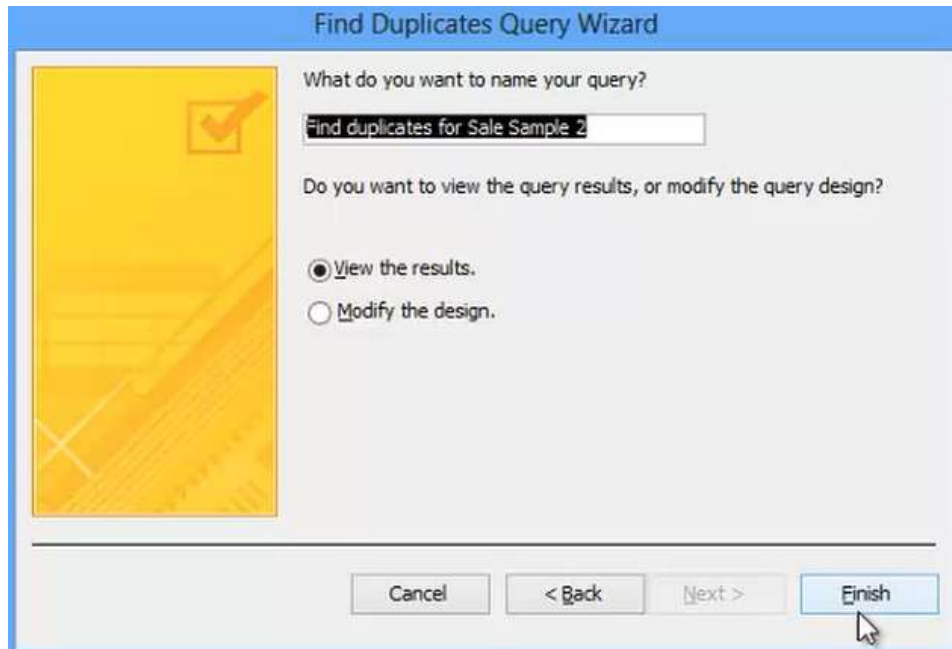 Find Duplicates Query Wizard
What do you want to name your query?
Find duplicates for Sale Sample 2
Do you want to view the query results, or modify the query design?
View the results.
Modify the design.
Cancel
< Back
Next >
Finish